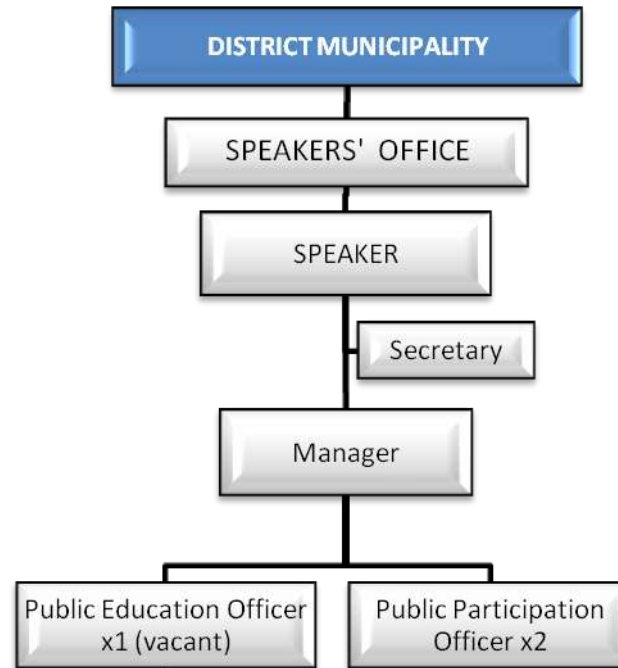 DISTRICT MUNICIPALITY
SPEAKERS' OFFICE
SPEAKER
Secretary
Manager
Public Education Officer
x1 (vacant)
Public Participation
Officer x2